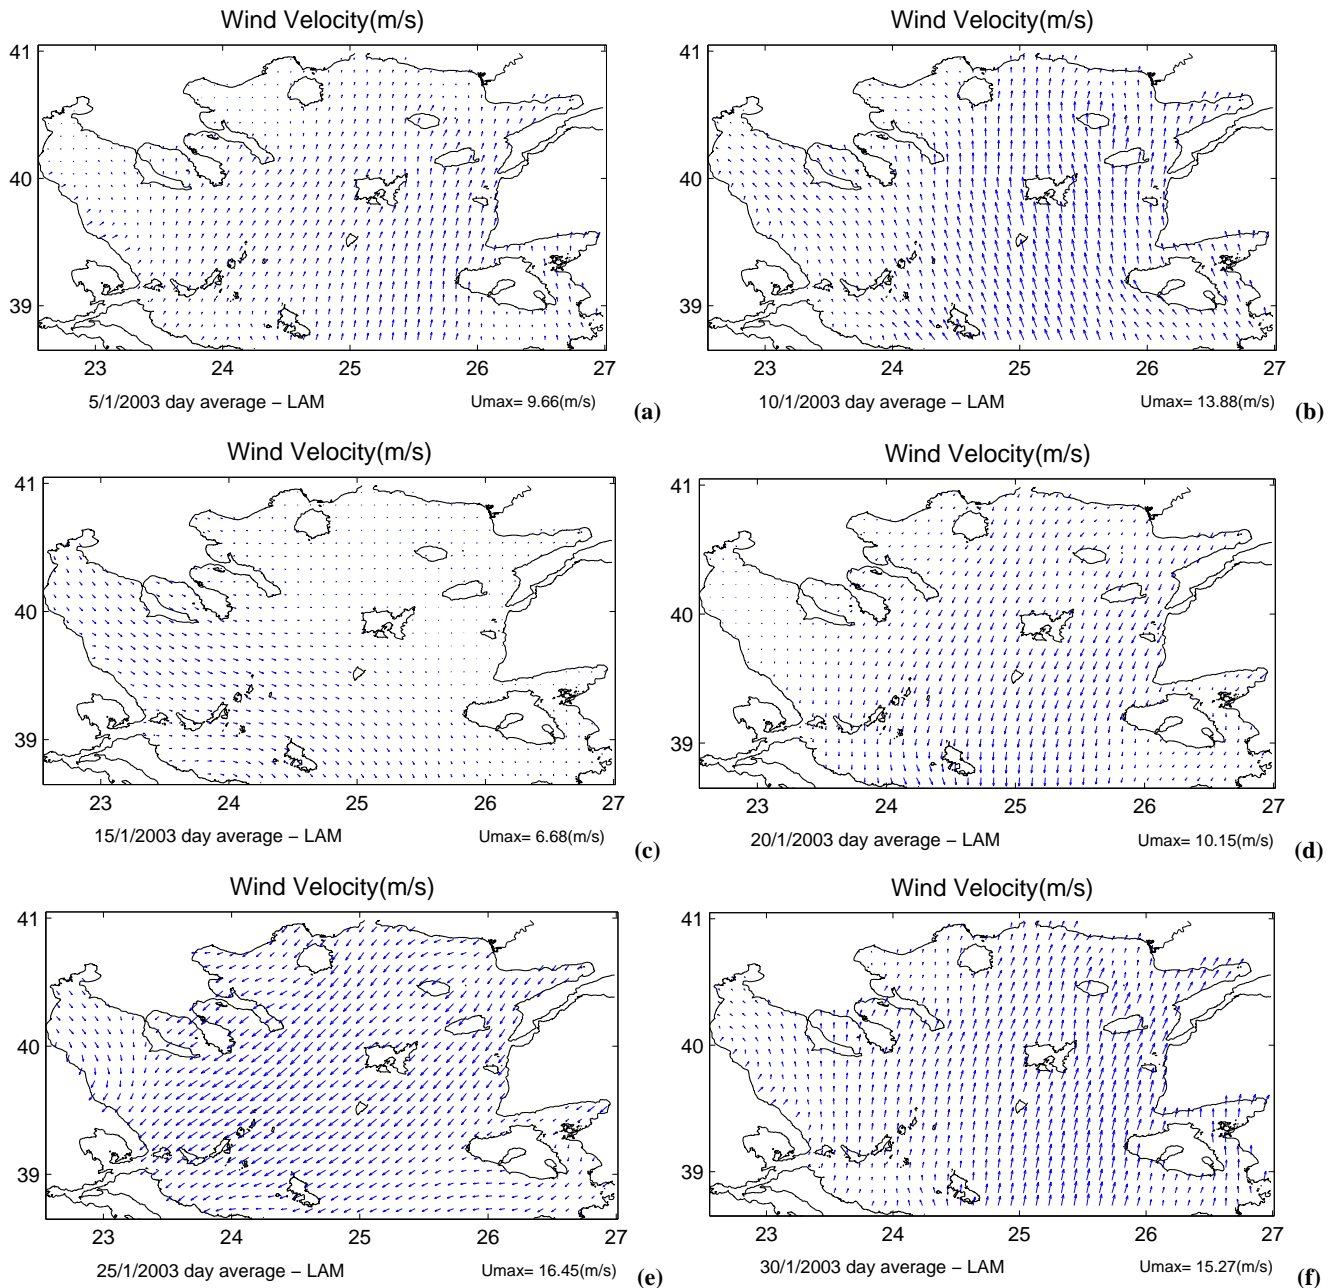 Wind Velocity(m/s)
41
40
39
23 24 25 26 27
5/1/2003 day average – LAM Umax= 9.66(m/s) (a)
Wind Velocity(m/s)
41
40
39
23 24 25 26 27
10/1/2003 day average – LAM Umax= 13.88(m/s) (b)
Wind Velocity(m/s)
41
40
39
23 24 25 26 27
15/1/2003 day average – LAM Umax= 6.68(m/s) (c)
Wind Velocity(m/s)
41
40
39
23 24 25 26 27
20/1/2003 day average – LAM Umax= 10.15(m/s) (d)
Wind Velocity(m/s)
41
40
39
23 24 25 26 27
25/1/2003 day average – LAM Umax= 16.45(m/s) (e)
Wind Velocity(m/s)
41
40
39
23 24 25 26 27
30/1/2003 day average – LAM Umax= 15.27(m/s) (f)